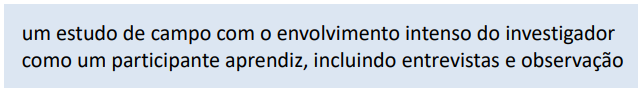 um estudo de campo com o envolvimento intenso do investigador
como um participante aprendiz, incluindo entrevistas e observação